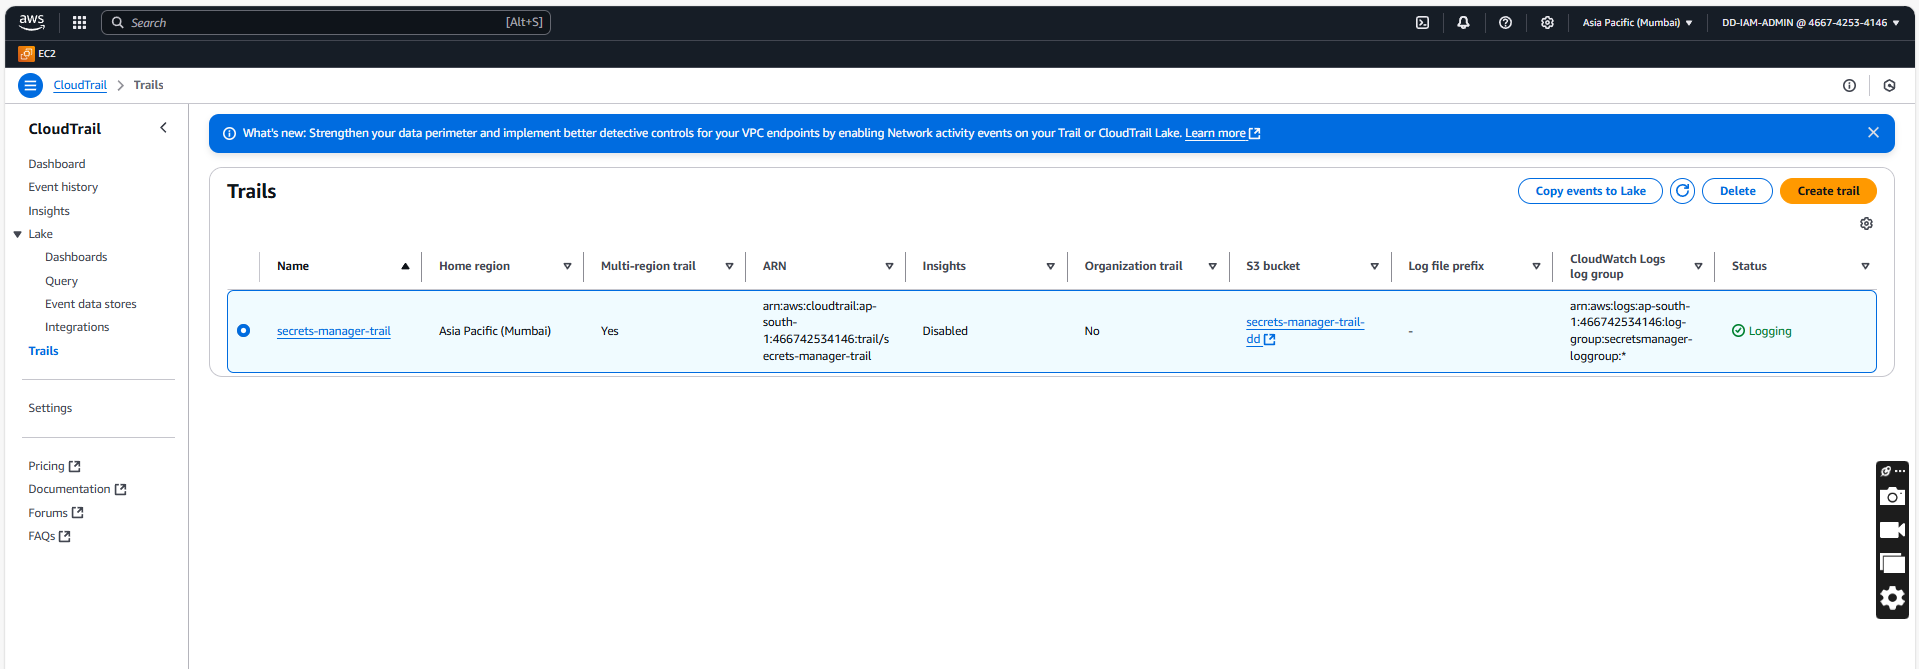 aws
Search [Alt+S]
Asia Pacific (Mumbai)
DD-IAM-ADMIN @ 4667-4253-4146
EC2
CloudTrail > Trails
CloudTrail
Dashboard
Event history
Insights
Lake
Dashboards
Query
Event data stores
Integrations
Trails
Settings
Pricing
Documentation
Forums
FAQs
What's new: Strengthen your data perimeter and implement better detective controls for your VPC endpoints by enabling Network activity events on your Trail or CloudTrail Lake. Learn more
Trails
Copy events to Lake
Delete
Create trail
Name
Home region
Multi-region trail
ARN
Insights
Organization trail
S3 bucket
Log file prefix
CloudWatch Logs
log group
Status
secrets-manager-trail
Asia Pacific (Mumbai)
Yes
arn:aws:cloudtrail:ap-
south-
1:466742534146:trail/s
ecrets-manager-trail
Disabled
No
secrets-manager-trail-
dd
-
arn:aws:logs:ap-south-
1:466742534146:log-
group:secretsmanager-
loggroup:*
Logging